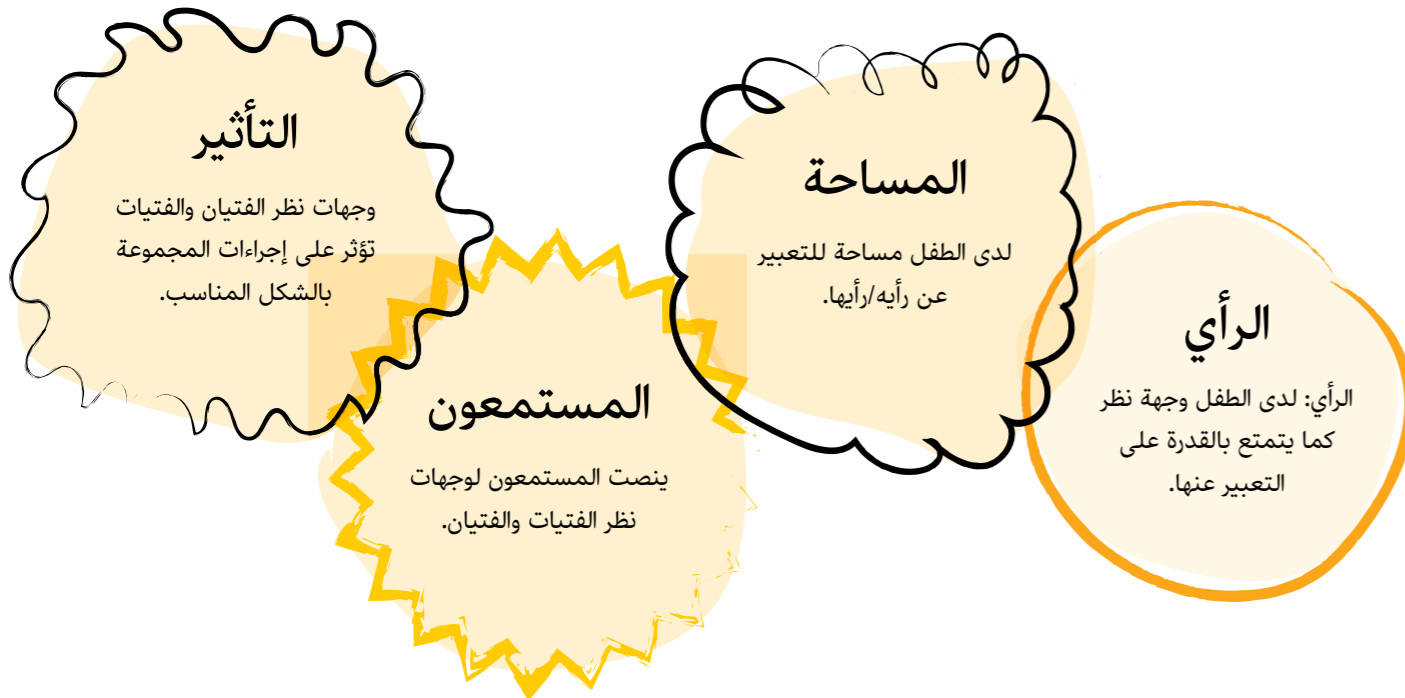 الرأي
الرأي: لدى الطفل وجهة نظر
كما يتمتع بالقدرة على
التعبير عنها.
المساحة
لدى الطفل مساحة للتعبير
عن رأيه/رأيها.
المستمعون
ينصت المستمعون لوجهات
نظر الفتيات والفتيان.
التأثير
وجهات نظر الفتيان والفتيات
تؤثر على إجراءات المجموعة
بالشكل المناسب.